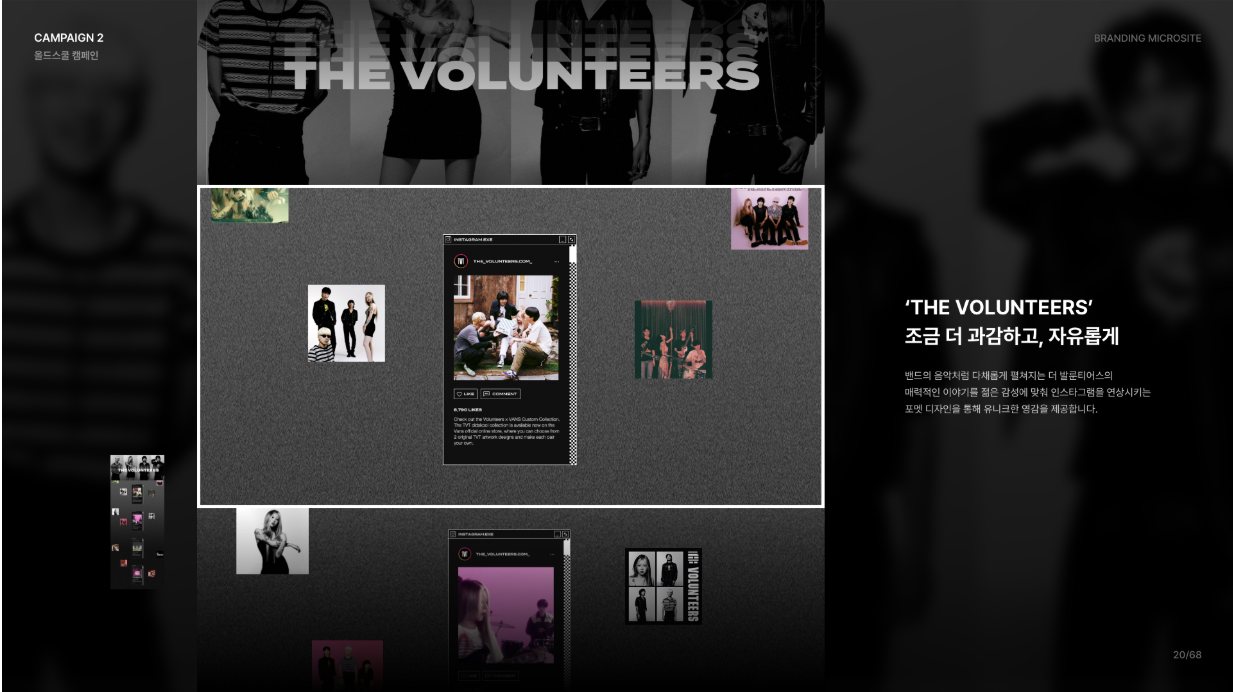 CAMPAIGN 2
올드스쿨 캠페인
BRANDING MICROSITE
THE VOLUNTEERS
THE VOLUNTEERS
INSTAGRAM.EXE
THE_VOLUNTEERS.COM_
LIKE
COMMENT
8.79C LIKES
Check out the Volunteers x VANS Custom Collection.
The TVT oldskool collection is available now on the
Vans official online store, where you can choose from
2 original TVT artwork designs and make each pair
your own.
INSTAGRAM.EXE
THE_VOLUNTEERS.COM_
VOLUNTEERS
LIKE
COMMENT
‘THE VOLUNTEERS’
조금 더 과감하고, 자유롭게
밴드의 음악처럼 다채롭게 펼쳐지는 더 발룬티어스의
매력적인 이야기를 젊은 감성에 맞춰 인스타그램을 연상시키는
포멧 디자인을 통해 유니크한 영감을 제공합니다.
THE VOLUNTEERS
20/68